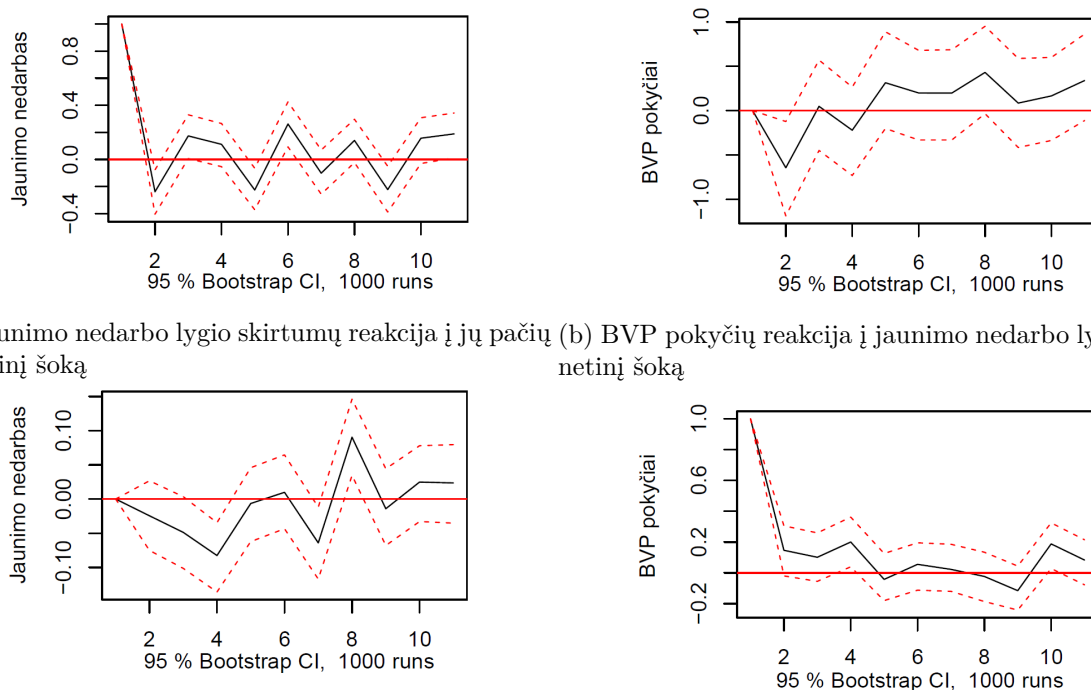 Jaunimo nedarbas
0.8
0.4
0.0
−0.4
2 4 6 8 10
95 % Bootstrap CI, 1000 runs
BVP pokyčiai
1.0
0.0
−1.0
2 4 6 8 10
95 % Bootstrap CI, 1000 runs
unimo nedarbo lygio skirtumų reakcija į jų pačių
inį šoką
(b) BVP pokyčių reakcija į jaunimo nedarbo ly
netinį šoką
Jaunimo nedarbas
0.10
0.00
−0.10
2 4 6 8 10
95 % Bootstrap CI, 1000 runs
BVP pokyčiai
1.0
0.6
0.2
−0.2
2 4 6 8 10
95 % Bootstrap CI, 1000 runs